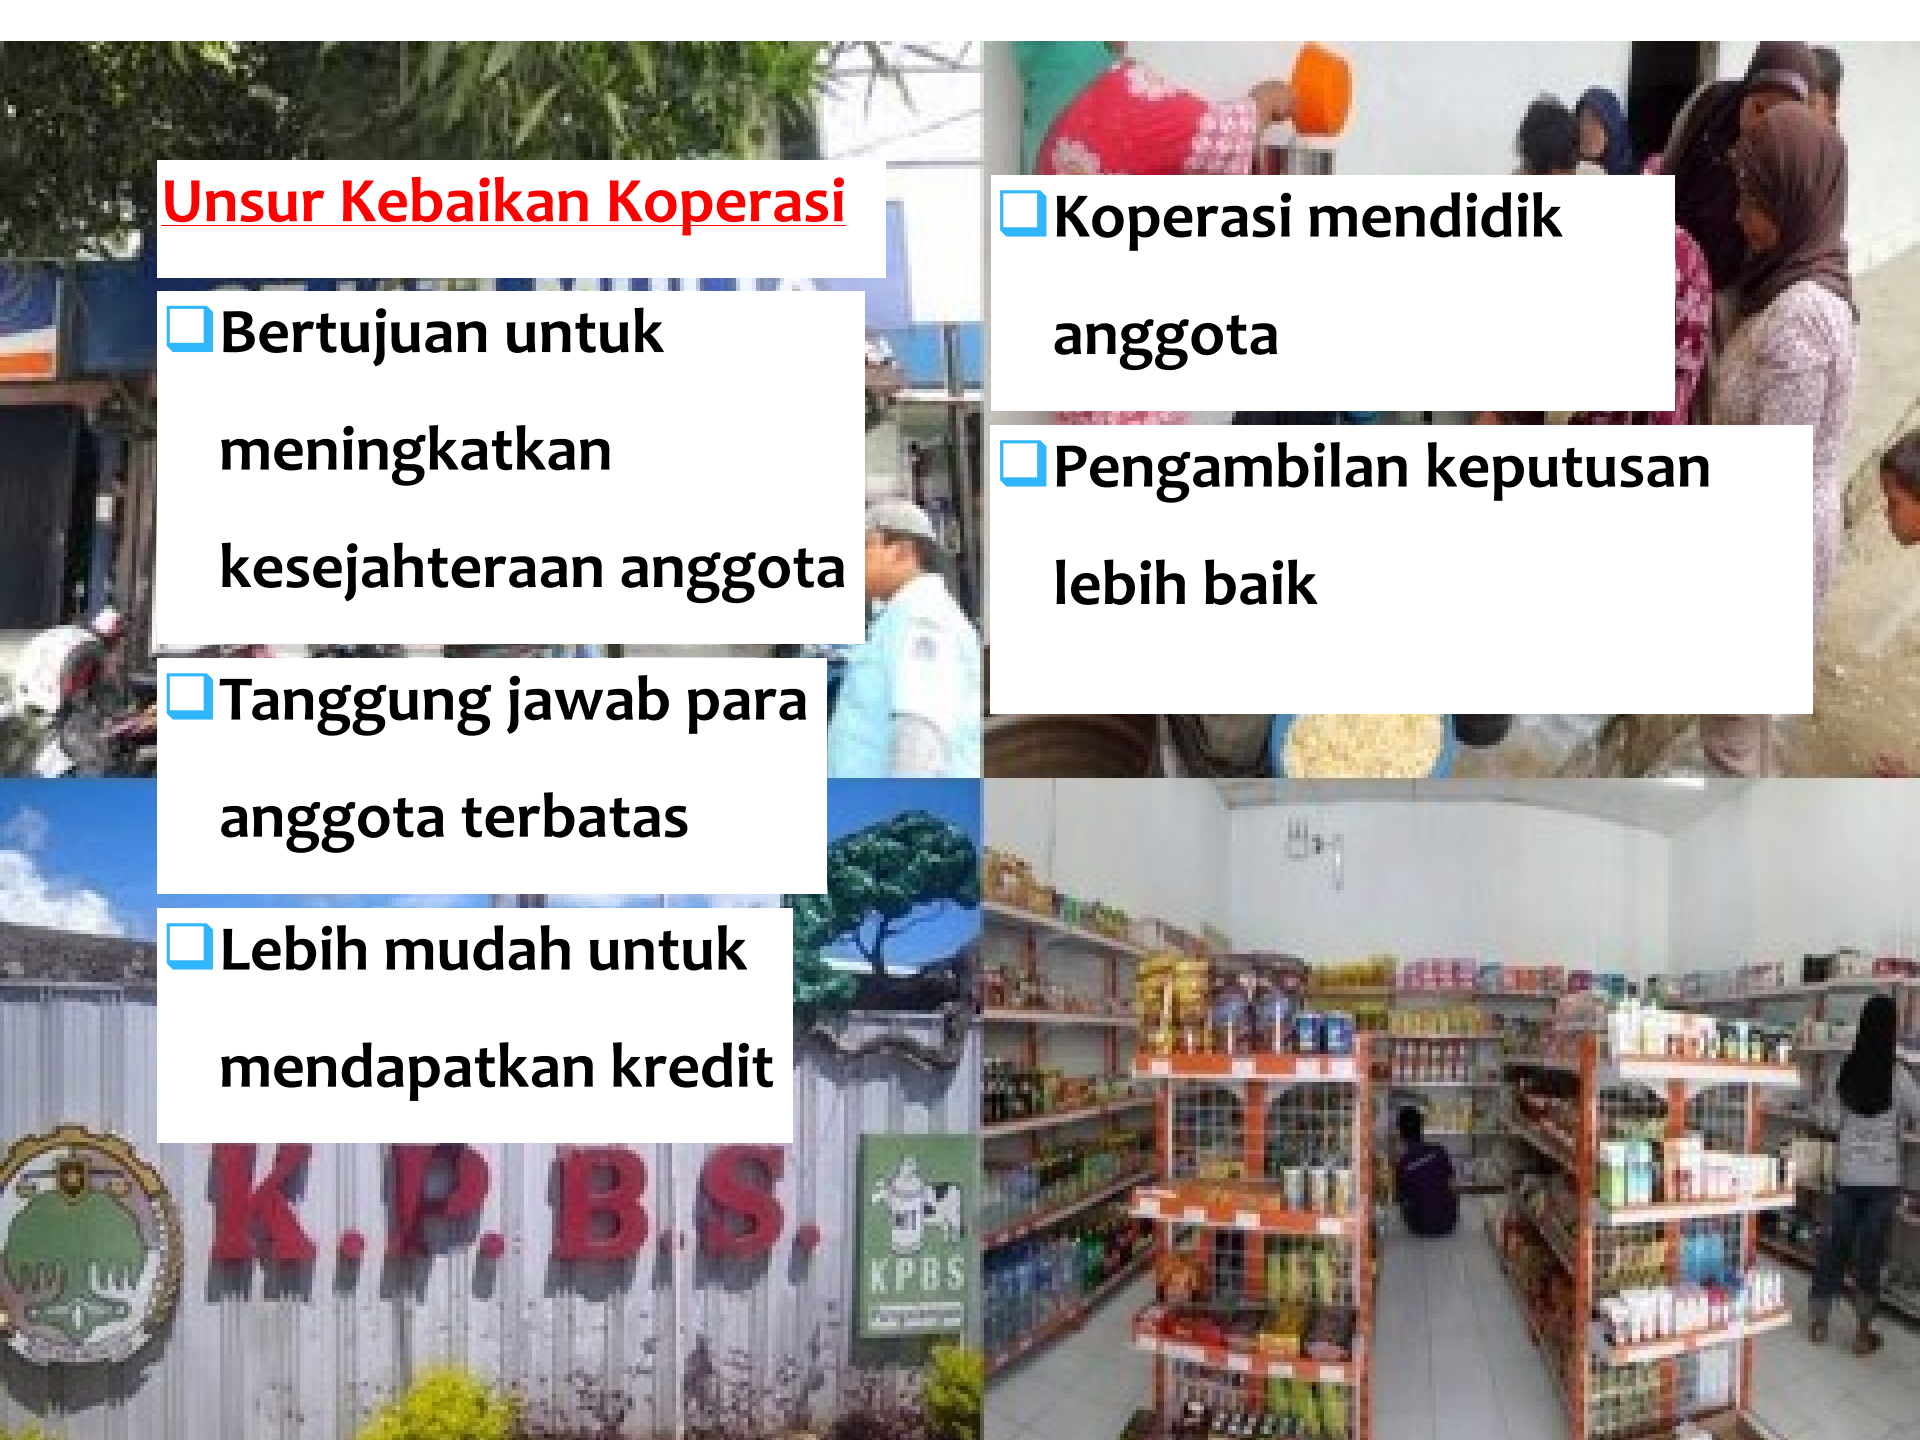 Unsur Kebaikan Koperasi
Bertujuan untuk
meningkatkan
kesejahteraan anggota
Tanggung jawab para
anggota terbatas
Lebih mudah untuk
mendapatkan kredit
Koperasi mendidik
anggota
Pengambilan keputusan
lebih baik
K.P.B.S.
KPBS